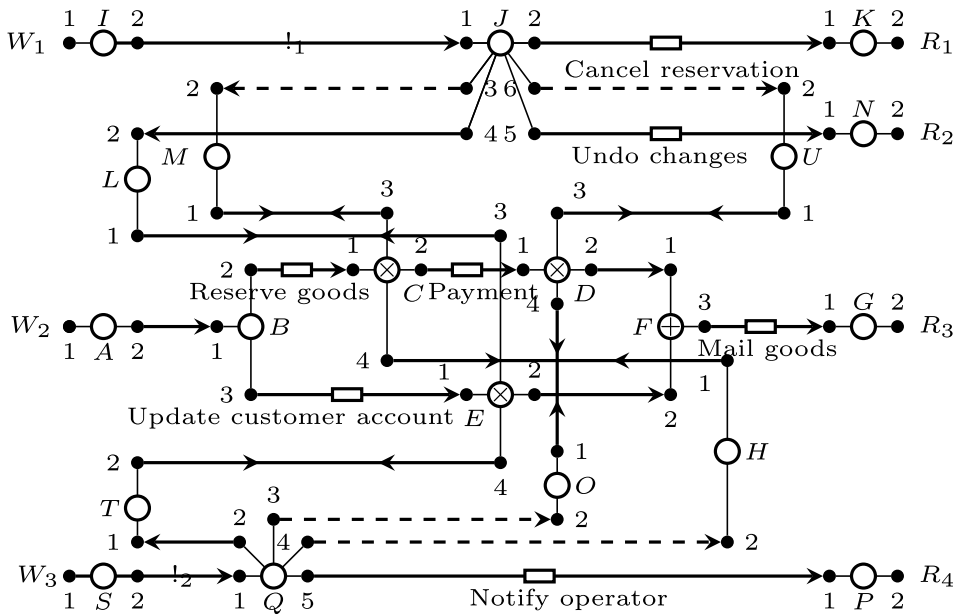 1 I 2 1 J 2 1 K 2
W1 !1 R1
Cancel reservation
2 3 6 2
1 N 2
2 4 5 R2
M Undo changes U
L
3 3
1 3 1
1
1 2 1 2 1
2
Reserve goods C Payment D
4 3 1 G 2
W2 B F R3
1 A 2 1 Mail goods
4 1 2 1
3
Update customer account E 2
1 H
2
4 O
T
3
2 2
1 4 2
W3 !2 R4
1 S 2 1 Q 5 Notify operator 1 P 2